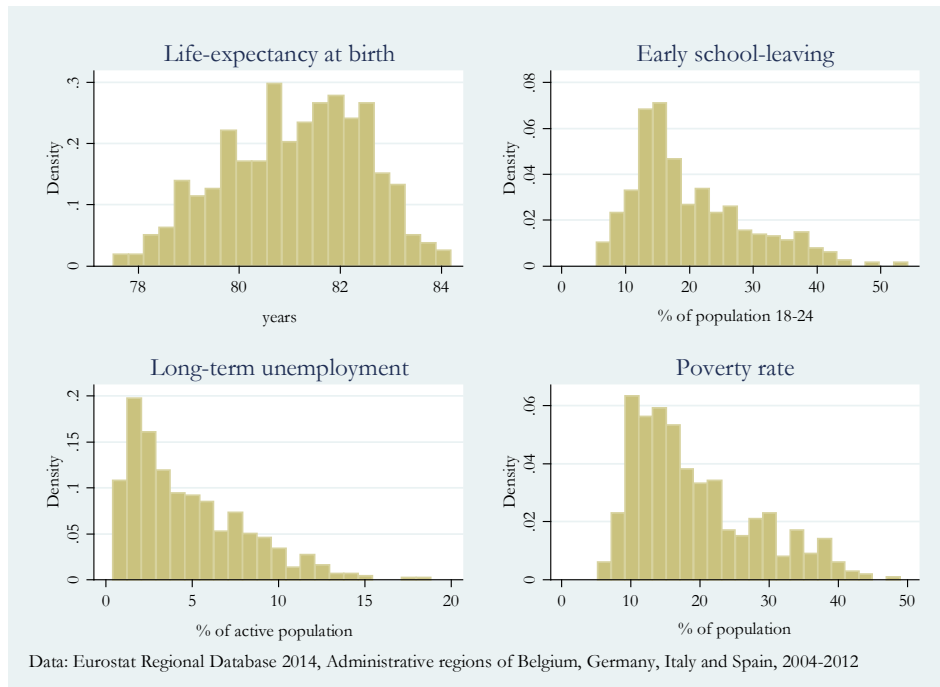 Life-expectancy at birth
Density
0 .1 .2 .3
78 80 82 84
years
Early school-leaving
Density
0 .02 .04 .06 .08
0 10 20 30 40 50
% of population 18-24
Long-term unemployment
Density
0 .05 .1 .15 .2
0 5 10 15 20
% of active population
Poverty rate
Density
0 .02 .04 .06
0 10 20 30 40 50
% of population
Data: Eurostat Regional Database 2014, Administrative regions of Belgium, Germany, Italy and Spain, 2004-2012